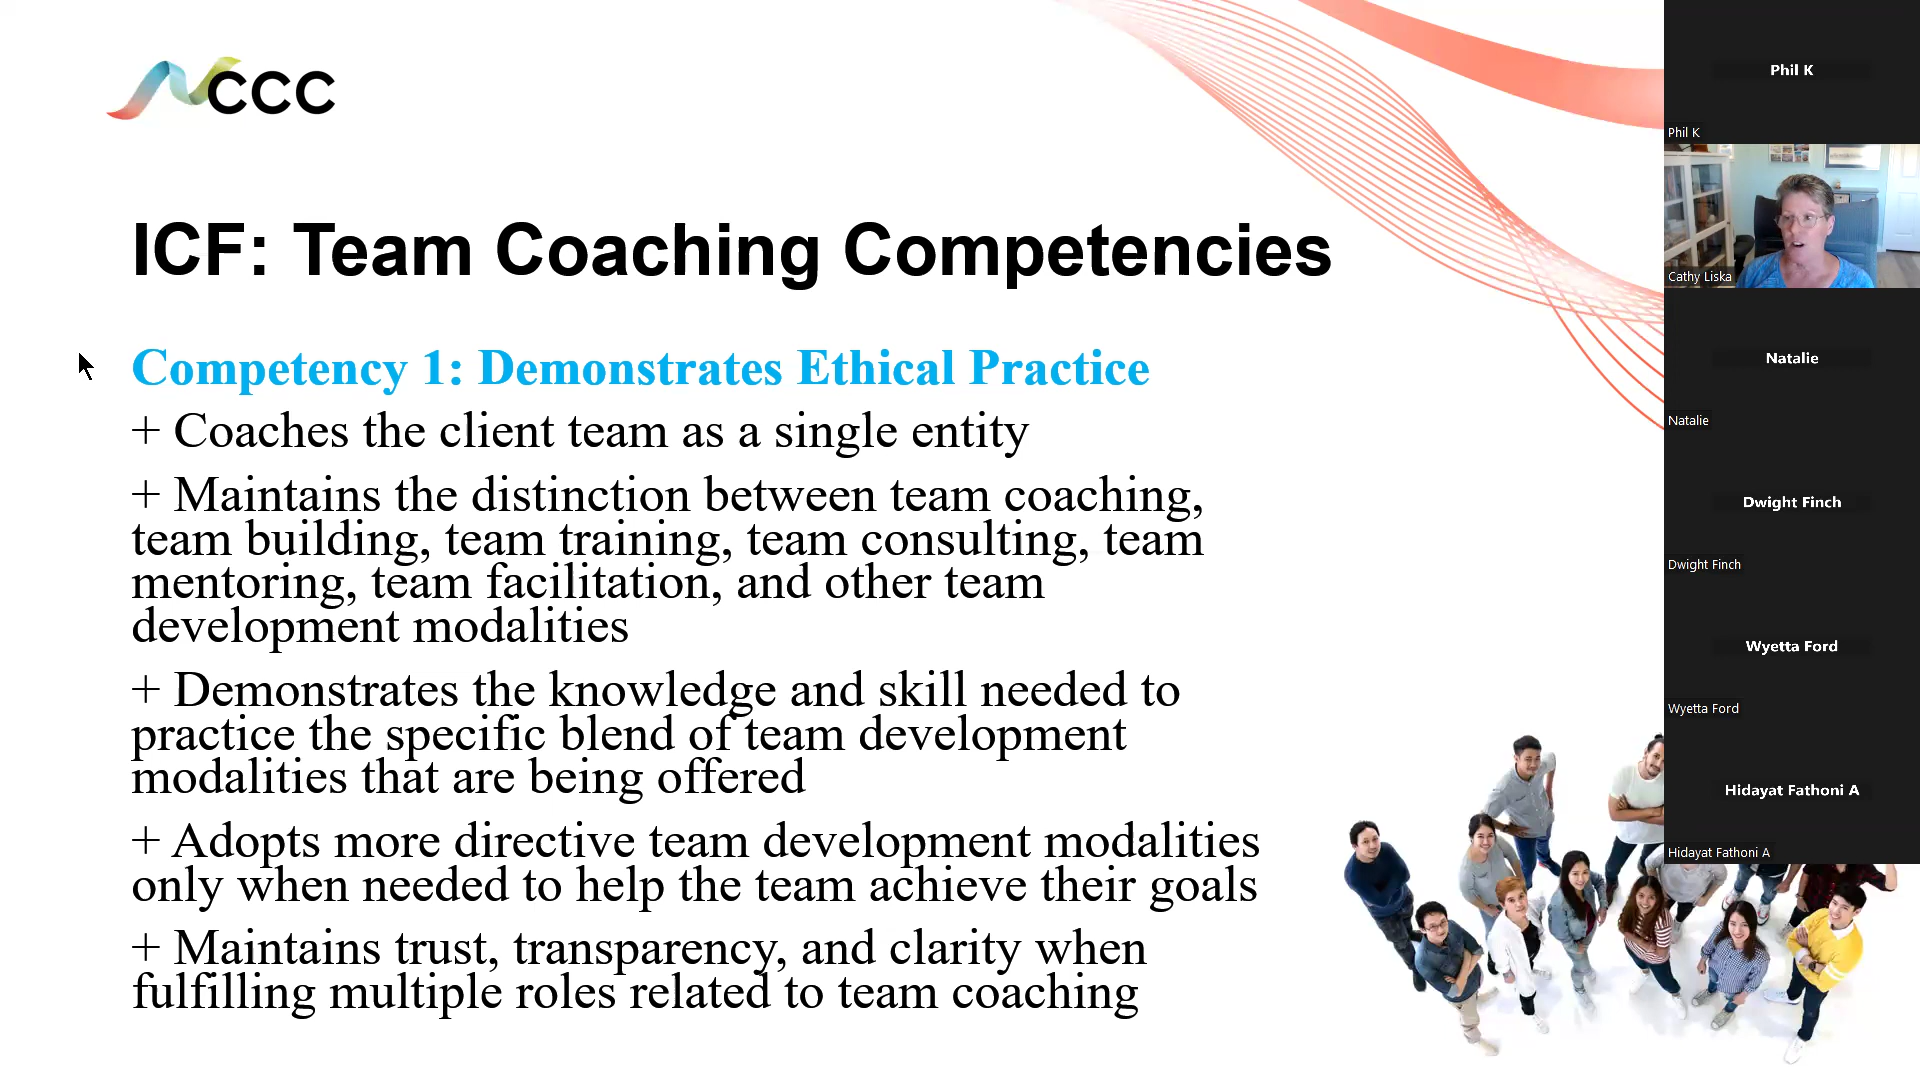 CCC
ICF: Team Coaching Competencies
Competency 1: Demonstrates Ethical Practice
+ Coaches the client team as a single entity
+ Maintains the distinction between team coaching,
team building, team training, team consulting, team
mentoring, team facilitation, and other team
development modalities
+ Demonstrates the knowledge and skill needed to
practice the specific blend of team development
modalities that are being offered
+ Adopts more directive team development modalities
only when needed to help the team achieve their goals
+ Maintains trust, transparency, and clarity when
fulfilling multiple roles related to team coaching
Phil K
Phil K
Cathy Liska
Natalie
Natalie
Dwight Finch
Dwight Finch
Wyetta Ford
Wyetta Ford
Hidayat Fathoni A
Hidayat Fathoni A